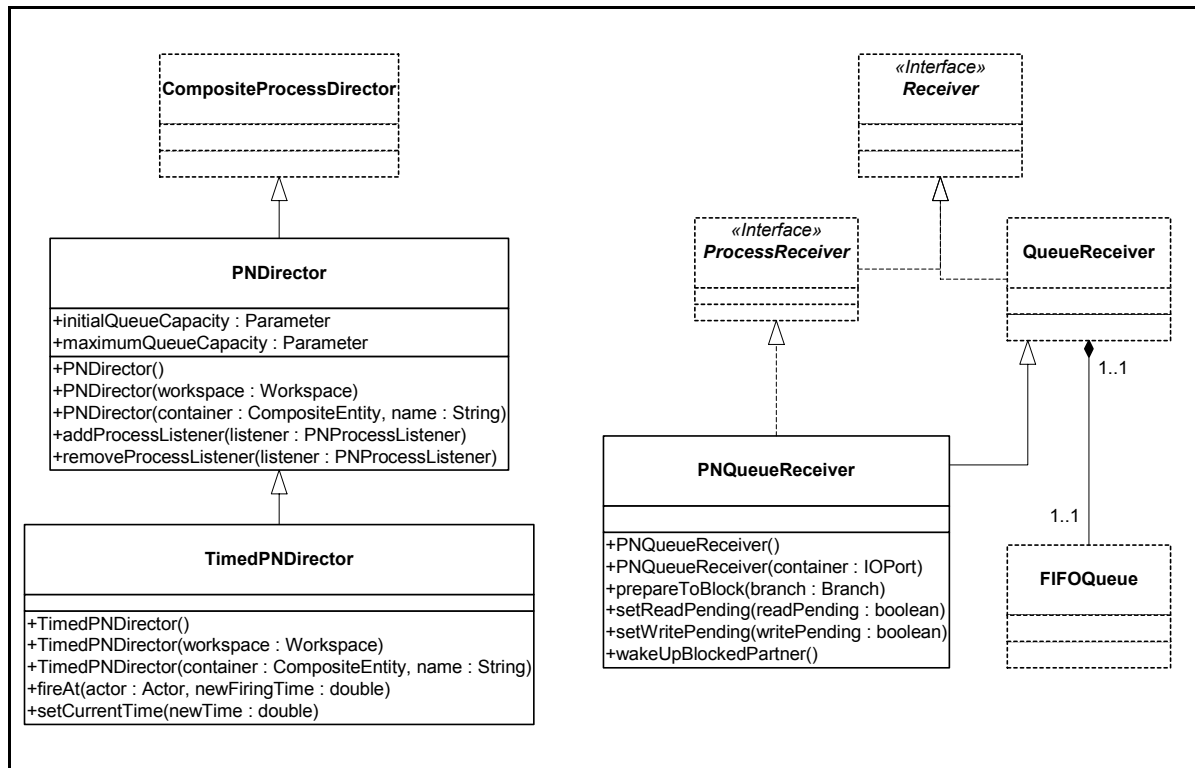 CompositeProcessDirector
PNDirector
+initialQueueCapacity : Parameter
+maximumQueueCapacity : Parameter
+PNDirector()
+PNDirector(workspace : Workspace)
+PNDirector(container : CompositeEntity, name : String)
+addProcessListener(listener : PNProcessListener)
+removeProcessListener(listener : PNProcessListener)
TimedPNDirector
+TimedPNDirector()
+TimedPNDirector(workspace : Workspace)
+TimedPNDirector(container : CompositeEntity, name : String)
+fireAt(actor : Actor, newFiringTime : double)
+setCurrentTime(newTime : double)
«Interface»
Receiver
«Interface»
ProcessReceiver
QueueReceiver
1..1
PNQueueReceiver
+PNQueueReceiver()
+PNQueueReceiver(container : IOPort)
+prepareToBlock(branch : Branch)
+setReadPending(readPending : boolean)
+setWritePending(writePending : boolean)
+wakeUpBlockedPartner()
1..1
FIFOQueue